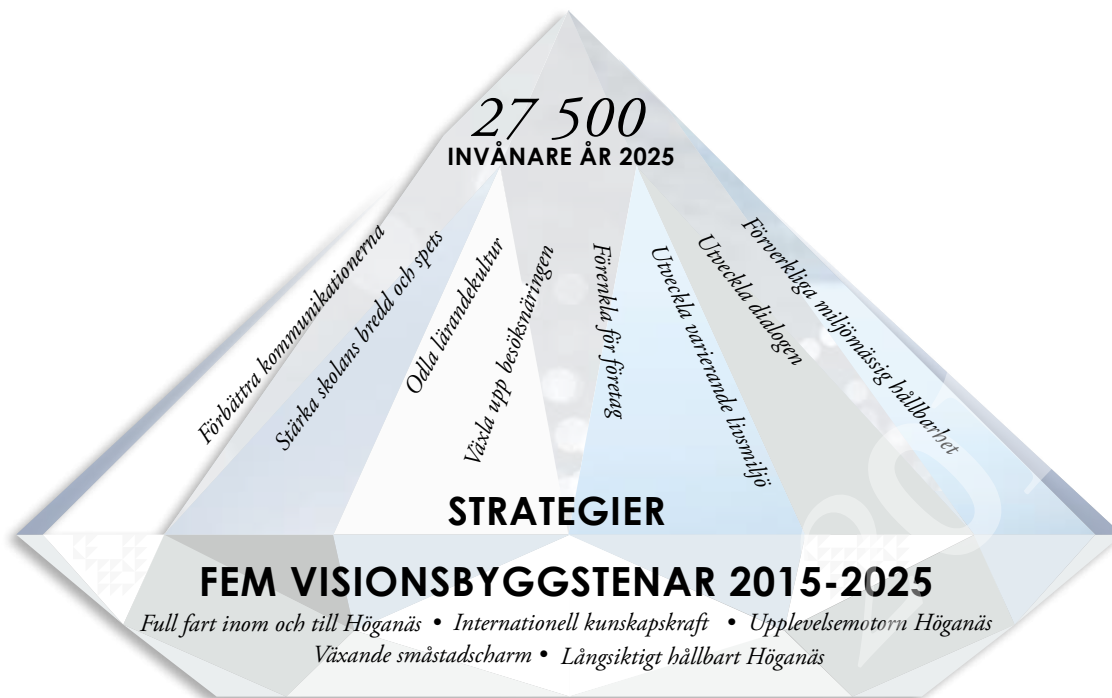 27 500
INVÅNARE ÅR 2025
Förbättra kommunikationerna
Stärka skolans bredd och spets
Odla lärandekultur
Växla upp besöksnäringen
Förenkla för företag
Utveckla varierande livsmiljö
Utveckla dialogen
Förverkliga miljömässig hållbarhet
STRATEGIER
FEM VISIONSBYGGSTENAR 2015-2025
Full fart inom och till Höganäs • Internationell kunskapskraft • Upplevelsemotorn Höganäs
Växande småstadscharm • Långsiktigt hållbart Höganäs